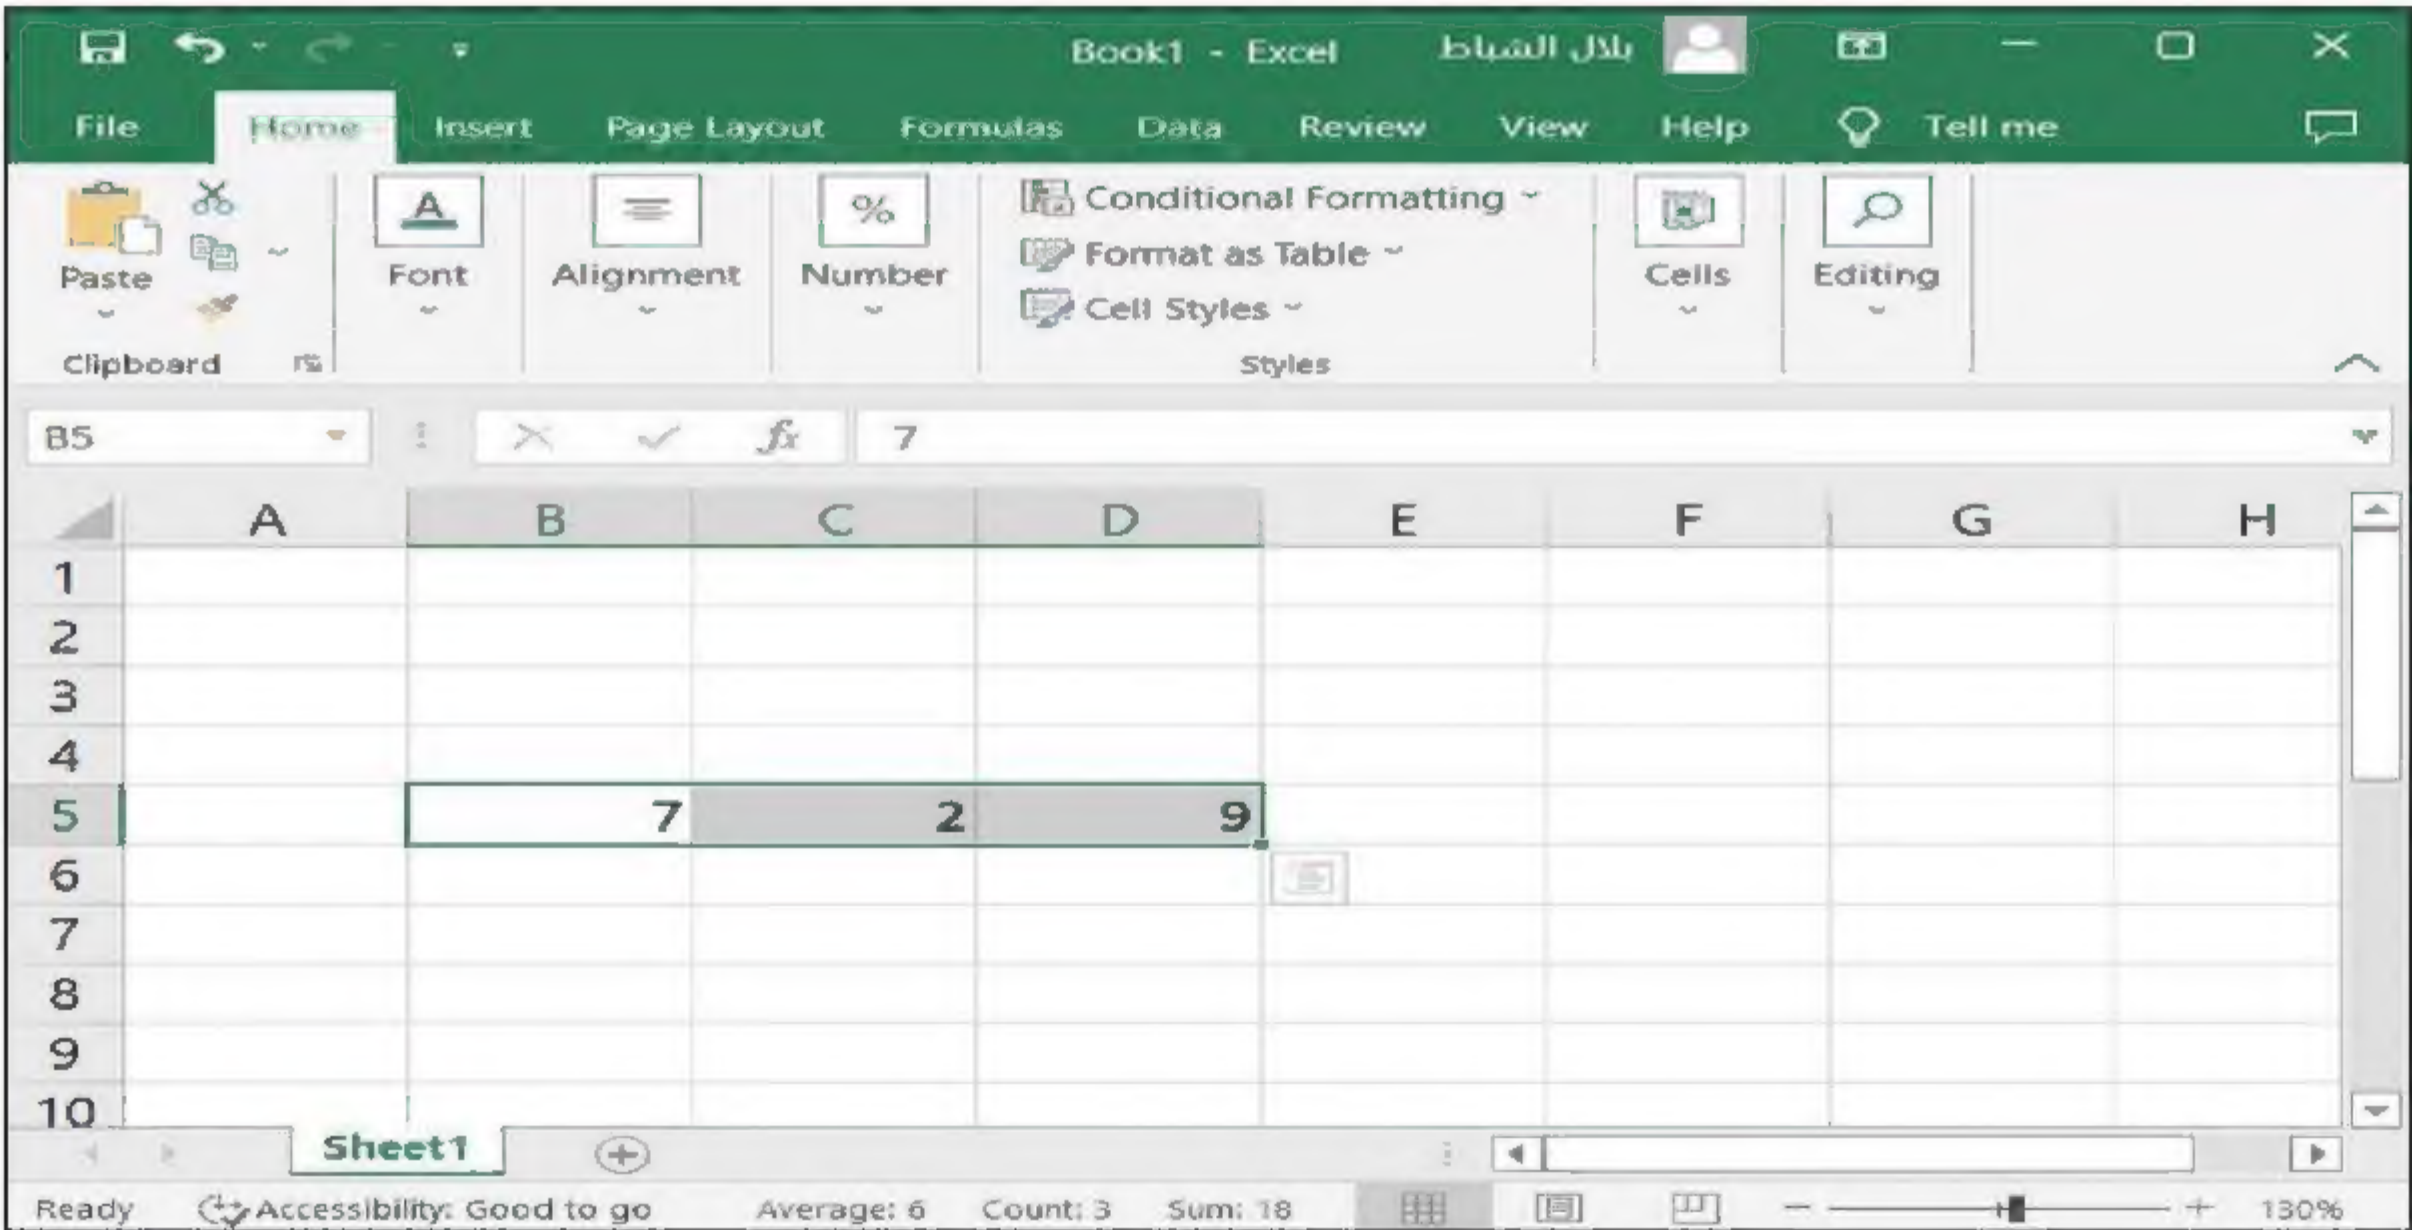 Book1 - Excel بلال الضباط
File Home Insert Page Layout Formulas Data Review View Help Tell me
Conditional Formatting
Format as Table
Cell Styles
Paste Font Alignment Number Cells Editing
Clipboard Styles
B5 fx 7
A B C D E F G H
1
2
3
4
5 7 2 9
6
7
8
9
10
Sheet1
Ready Accessibility: Good to go Average: 6 Count: 3 Sum: 18 130%